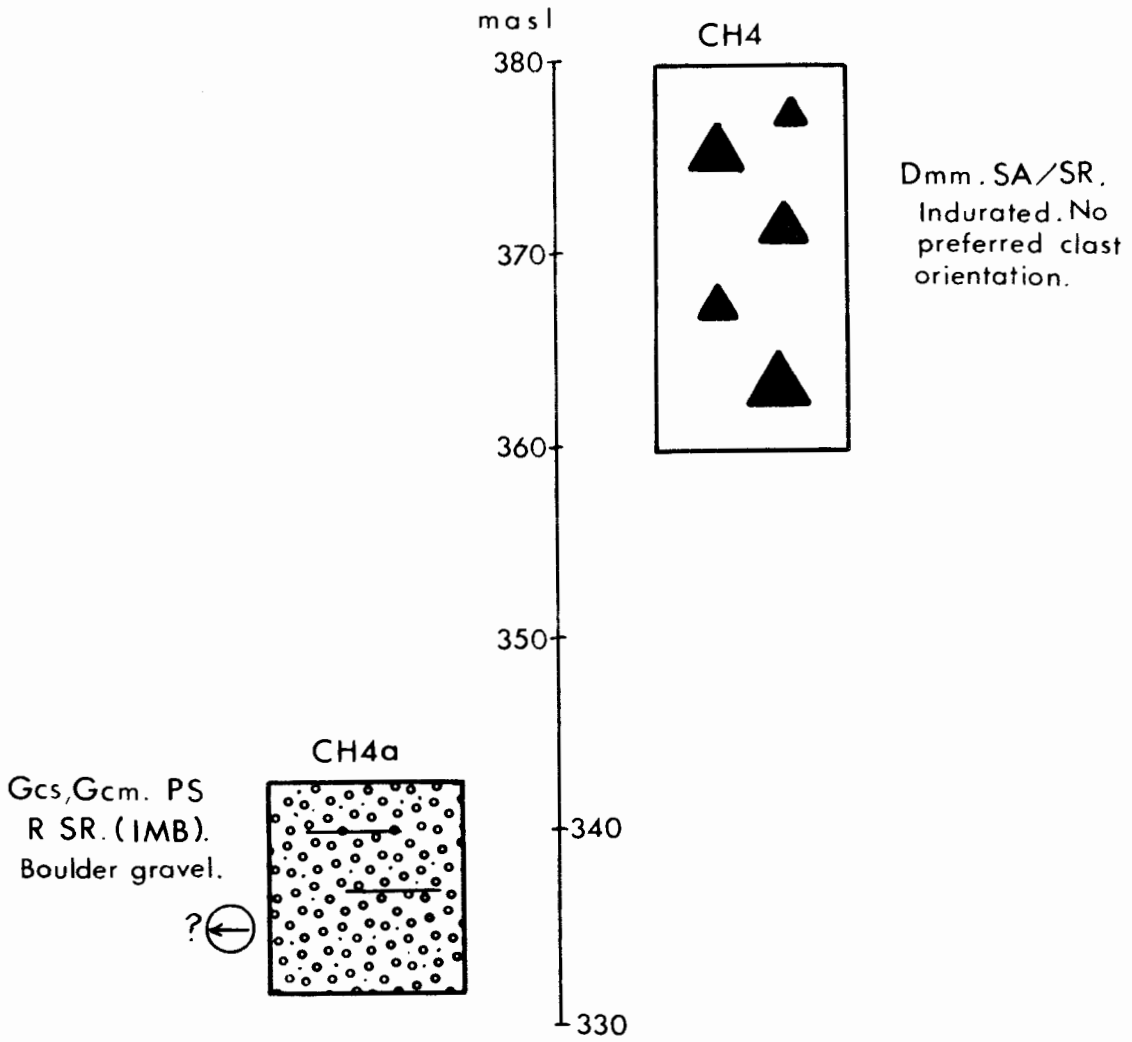 masl
CH4
380
370
360
350
340
330
Dmm. SA/SR.
Indurated. No
preferred clast
orientation.
CH4a
Gcs,Gcm. PS
R SR. (IMB).
Boulder gravel.
?